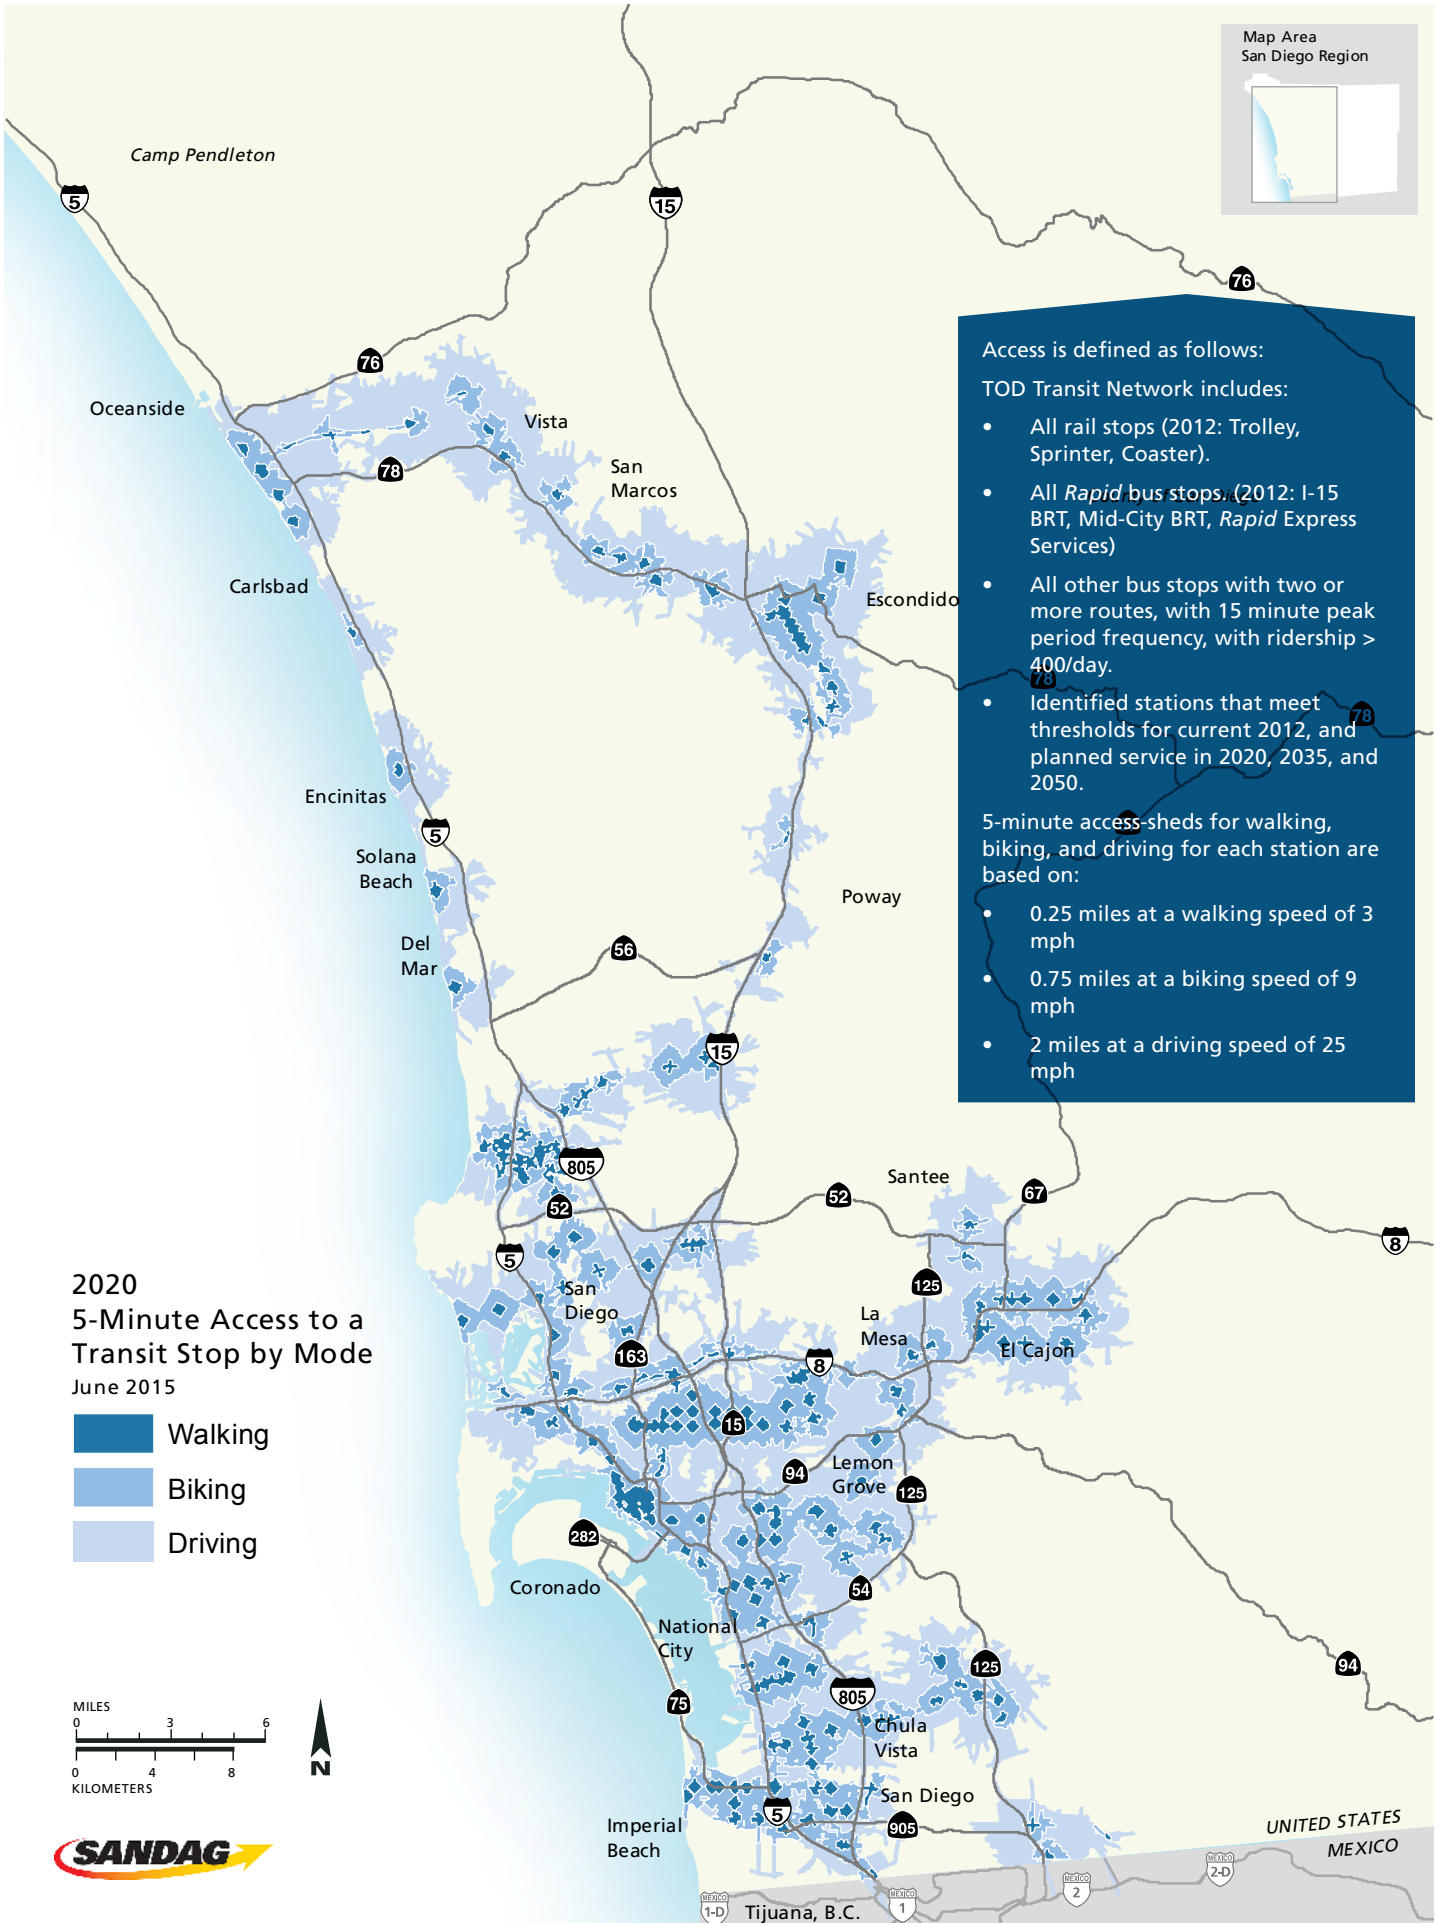 Map Area
San Diego Region
Camp Pendleton
5
15
76
76
Oceanside
Vista
78
San
Marcos
Carlsbad
Escondido
Access is defined as follows:
TOD Transit Network includes:
• All rail stops (2012: Trolley,
Sprinter, Coaster).
• All Rapid bus stops. (2012: I-15
BRT, Mid-City BRT, Rapid Express
Services)
• All other bus stops with two or
more routes, with 15 minute peak
period frequency, with ridership >
400/day.
78
• Identified stations that meet
thresholds for current 2012, and
planned service in 2020, 2035, and
2050.
78
5-minute access-sheds for walking,
biking, and driving for each station are
based on:
• 0.25 miles at a walking speed of 3
mph
• 0.75 miles at a biking speed of 9
mph
• 2 miles at a driving speed of 25
mph
Encinitas
5
Solana
Beach
Poway
Del
Mar
56
15
805
Santee
52
52
67
8
5
2020
5-Minute Access to a
Transit Stop by Mode
June 2015
Walking
Biking
Driving
San
Diego
125
La
Mesa
163
8
El Cajon
15
94
Lemon
Grove
125
282
Coronado
54
National
City
125
94
75
805
Chula
Vista
San Diego
5
905
Imperial
Beach
MILES
0 3 6
0 4 8
KILOMETERS
N
SANDAG
UNITED STATES
MEXICO
MEXICO
1-D
Tijuana, B.C.
MEXICO
1
MEXICO
2
MEXICO
2-D